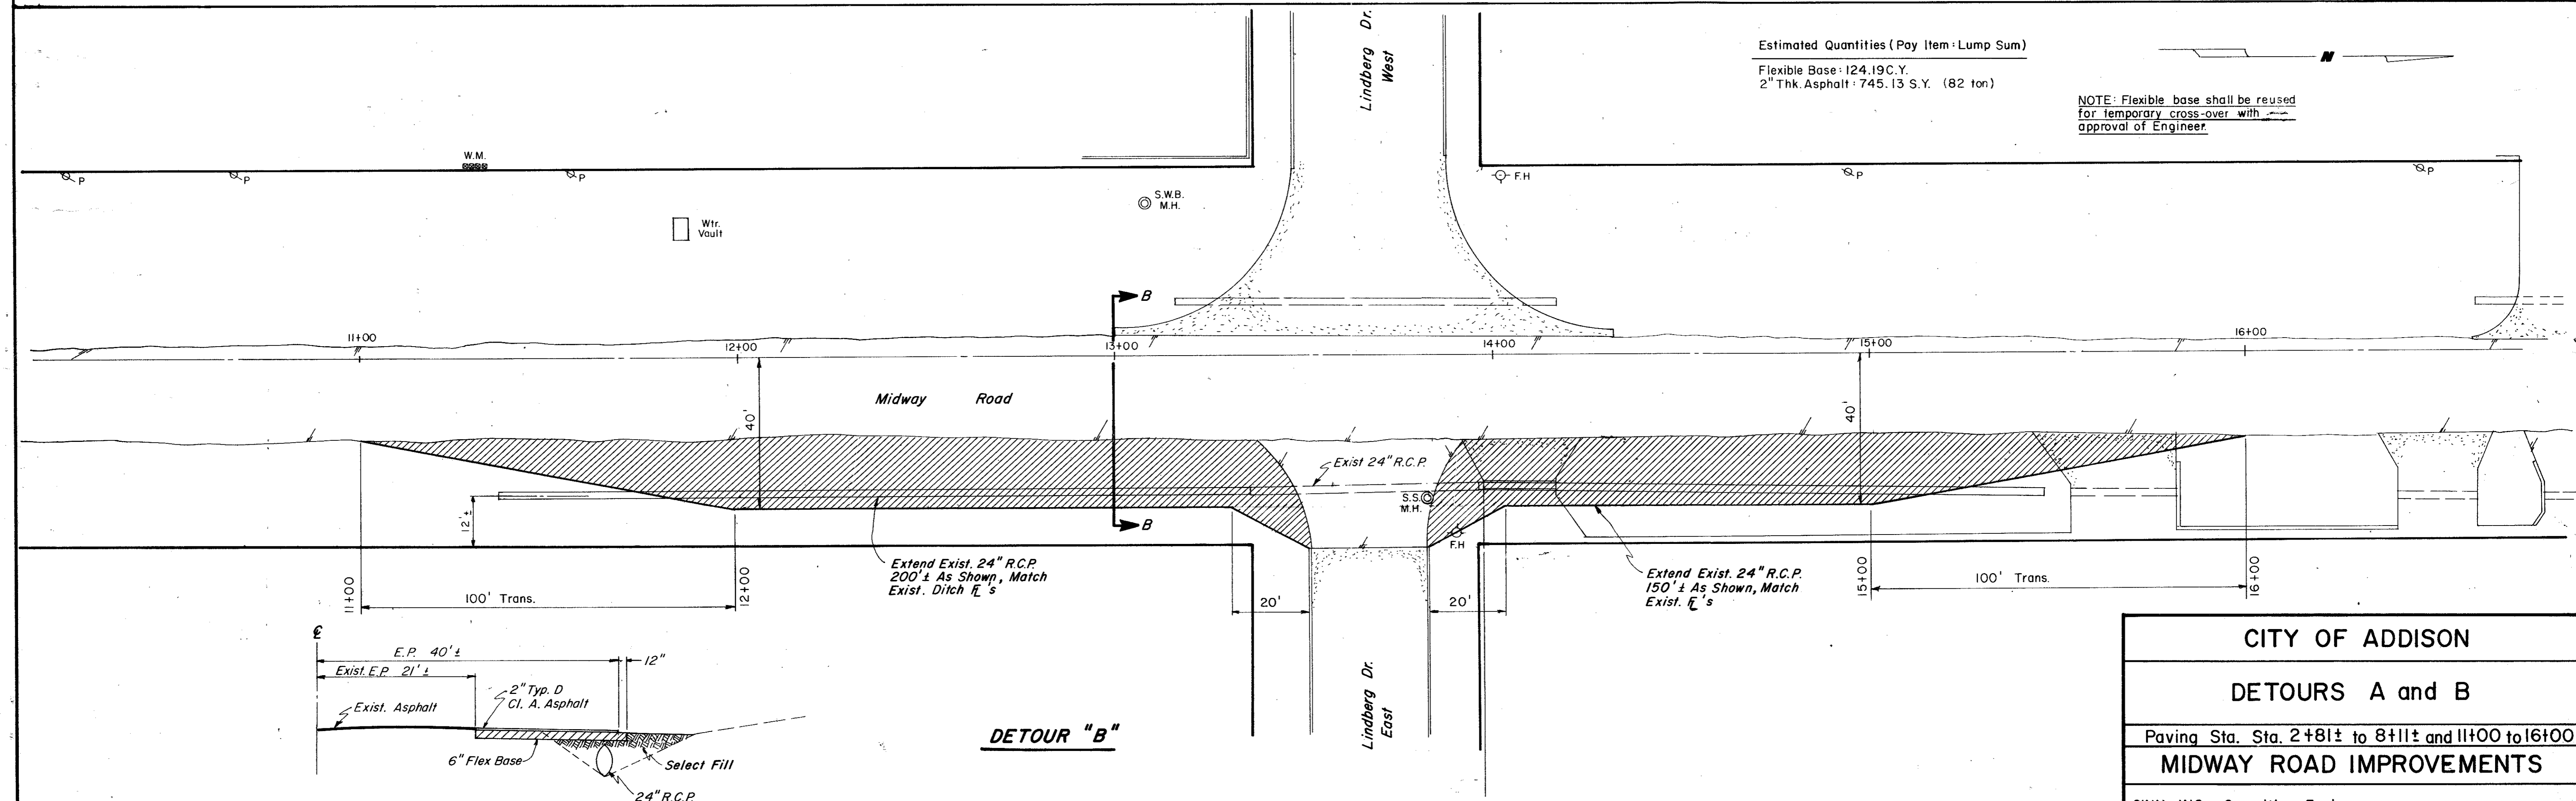 Lindberg Dr.
West
Estimated Quantities (Pay Item: Lump Sum)
Flexible Base: 124.19 C.Y.
2" Thk. Asphalt: 745.13 S.Y. (82 ton)
N
NOTE: Flexible base shall be reused
for temporary cross-over with
approval of Engineer.
W.M.
P
P
P
F.H
P
P
S.W.B.
M.H.
Wtr.
Vault
B
11+00
12+00
13+00
14+00
15+00
16+00
Midway Road
40'
40'
Exist 24" R.C.P.
S.S.
M.H.
12'±
B
F.H
Extend Exist. 24" R.C.P.
200'± As Shown, Match
Exist. Ditch FL's
Extend Exist. 24" R.C.P.
150'± As Shown, Match
Exist. FL's
11+00
100' Trans.
12+00
20'
20'
15+00
100' Trans.
16+00
Lindberg Dr.
East
CL
E.P. 40'±
12"
Exist. E.P. 21'±
2" Typ. D
Cl. A. Asphalt
Exist. Asphalt
6" Flex Base
Select Fill
24" R.C.P.
DETOUR "B"
CITY OF ADDISON
DETOURS A and B
Paving Sta. Sta. 2+81± to 8+11± and 11+00 to 16+00
MIDWAY ROAD IMPROVEMENTS